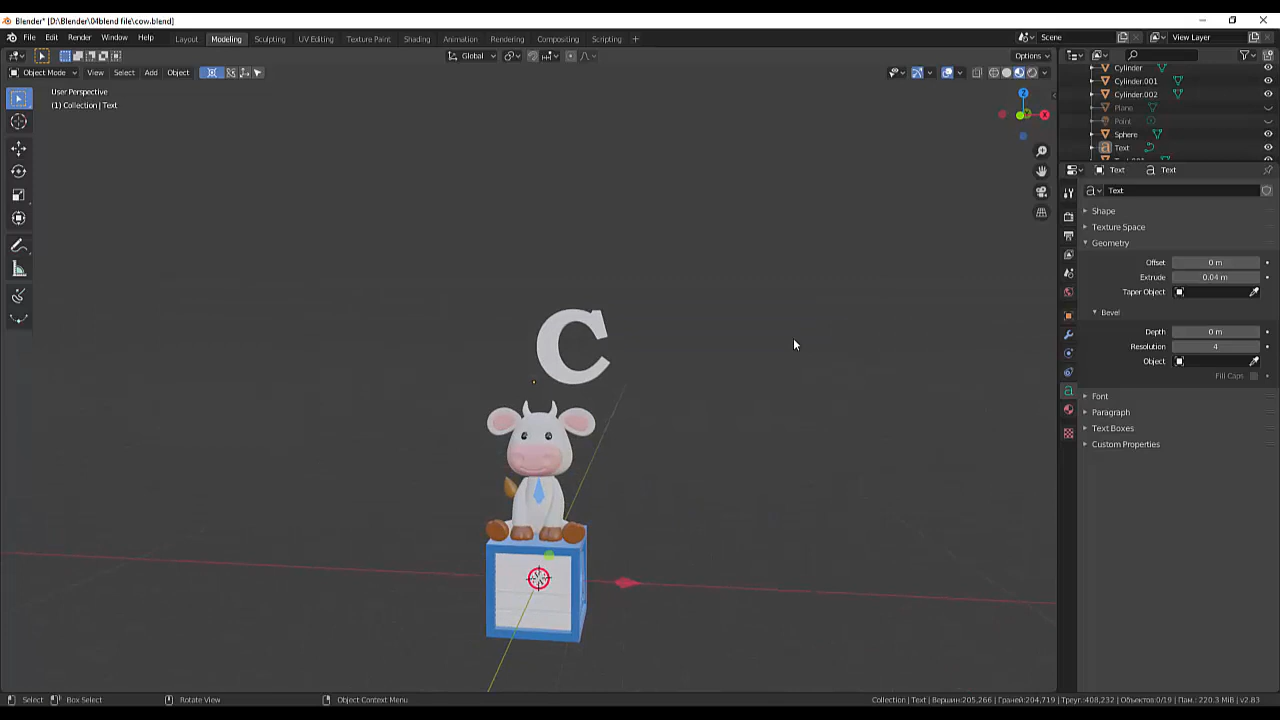 Blender* [D:\Blender\04blend file\cow.blend]
File Edit Render Window Help
Layout Modeling Sculpting UV Editing Texture Paint Shading Animation Rendering Compositing Scripting +
Scene
View Layer
Global
Options
Object Mode View Select Add Object
User Perspective
(1) Collection | Text
Z
X
C
Cylinder
Cylinder.001
Cylinder.002
Plane
Point
Sphere
Text
Text Text
Text
Shape
Texture Space
Geometry
Offset 0 m
Extrude 0.04 m
Taper Object
Bevel
Depth 0 m
Resolution 4
Object
Fill Caps
Font
Paragraph
Text Boxes
Custom Properties
Select Box Select Rotate View Object Context Menu
Collection | Text | Вершин:205,266 | Граней:204,719 | Треуг.:408,232 | Объектов:0/19 | Пам.: 220.3 MiB | v2.83